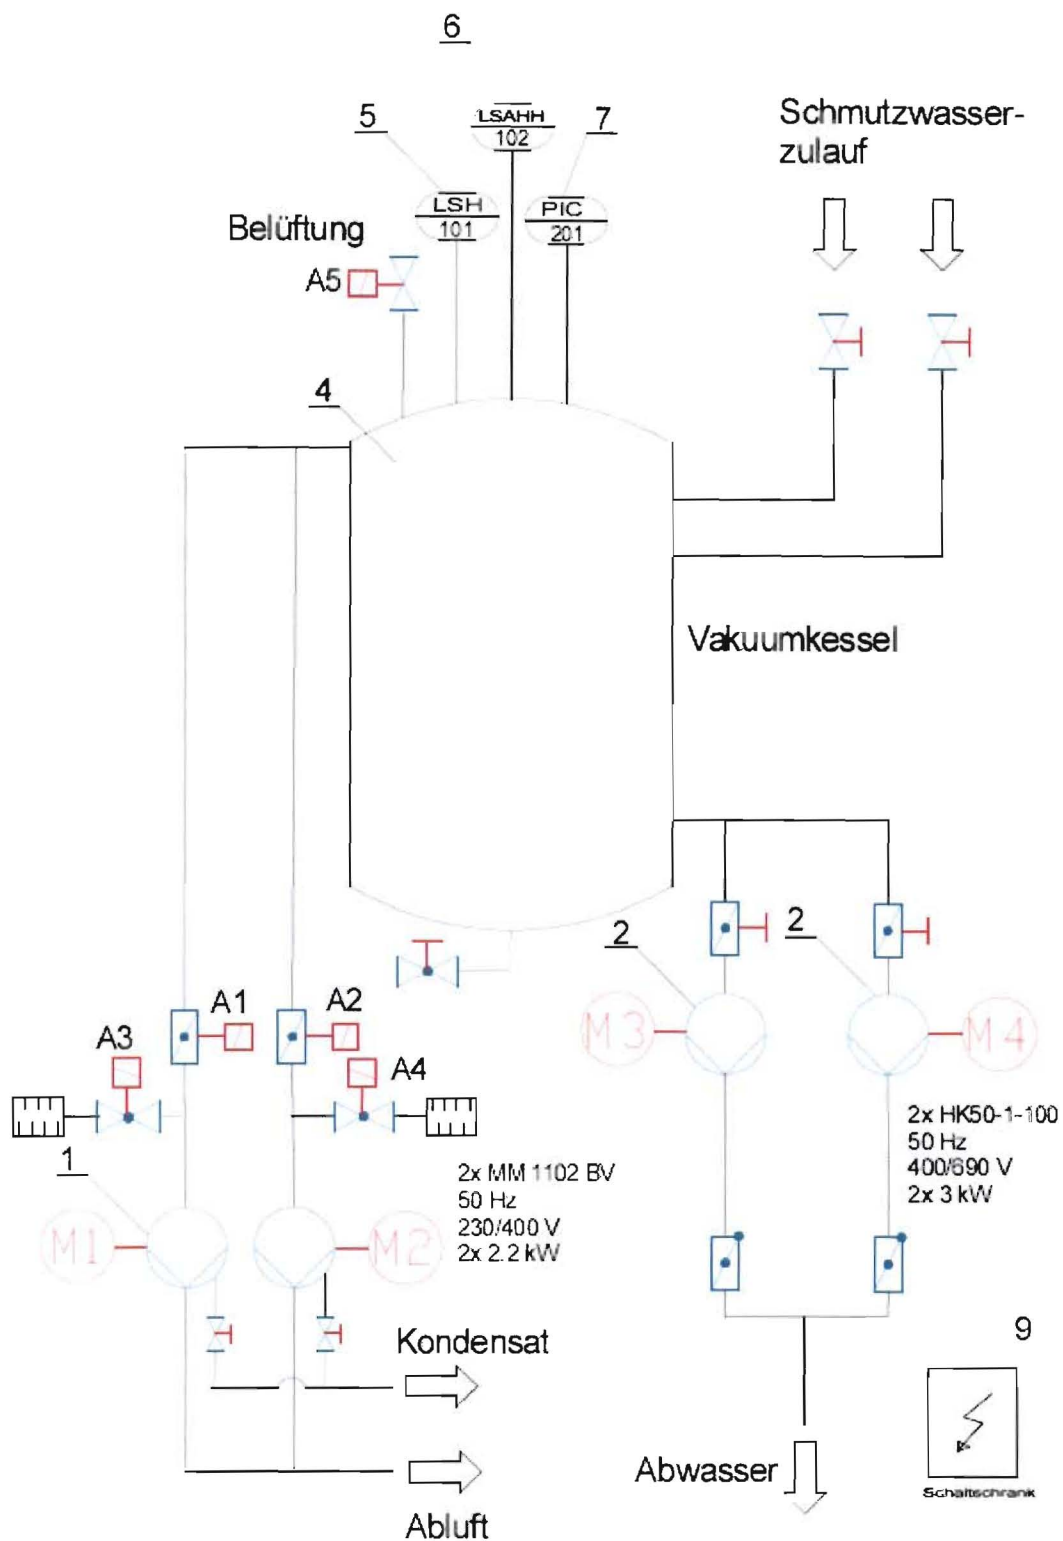 6
5
LSAHH
102
7
Schmutzwasser-
zulauf
LSH
101
PIC
201
Belüftung
A5
4
Vakuumkessel
2
2
A1
A2
A3
A4
M3
M4
1
2x MM 1102 BV
50 Hz
230/400 V
2x 2.2 kW
2x HK50-1-100
50 Hz
400/690 V
2x 3 kW
M1
M2
Kondensat
9
Abwasser
Schaltschrank
Abluft